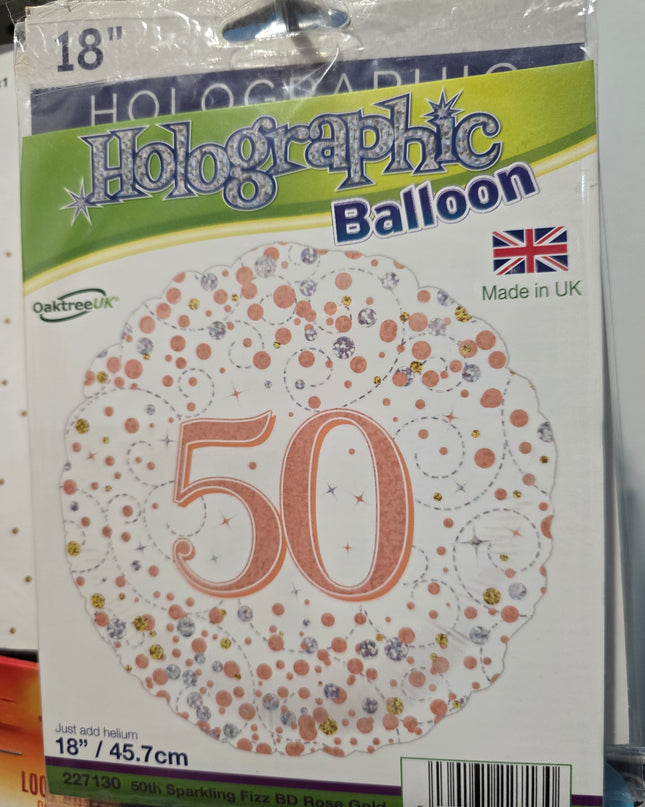 18"
HOLOGRAPHIC
Holographic
Balloon
OaktreeUK®
Made in UK
50
Just add helium
18" / 45.7cm
227130 50th Sparkling Fizz BD Rose Gold
LOO